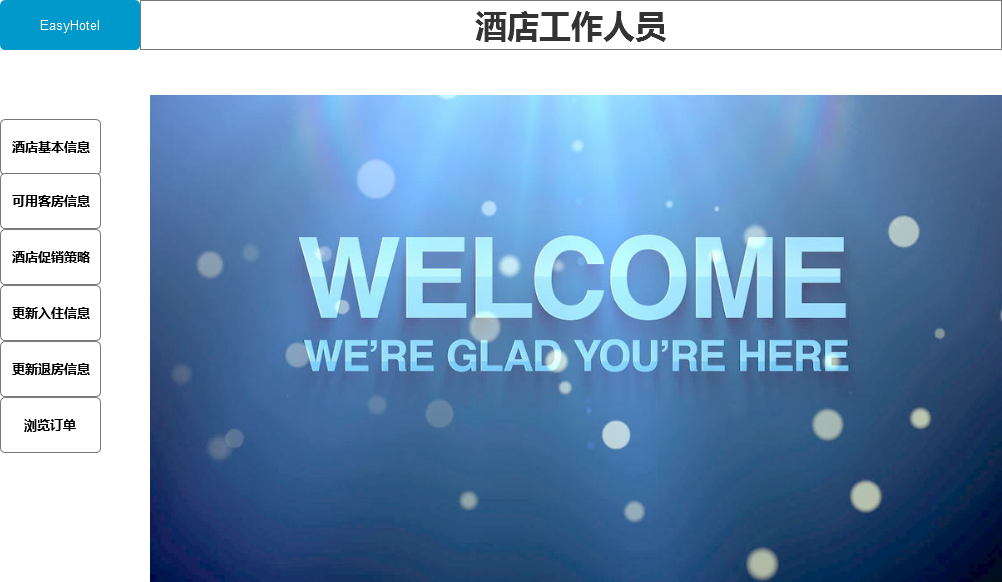 EasyHotel
酒店工作人员
酒店基本信息
可用客房信息
酒店促销策略
更新入住信息
更新退房信息
浏览订单
WELCOME
WE'RE GLAD YOU'RE HERE